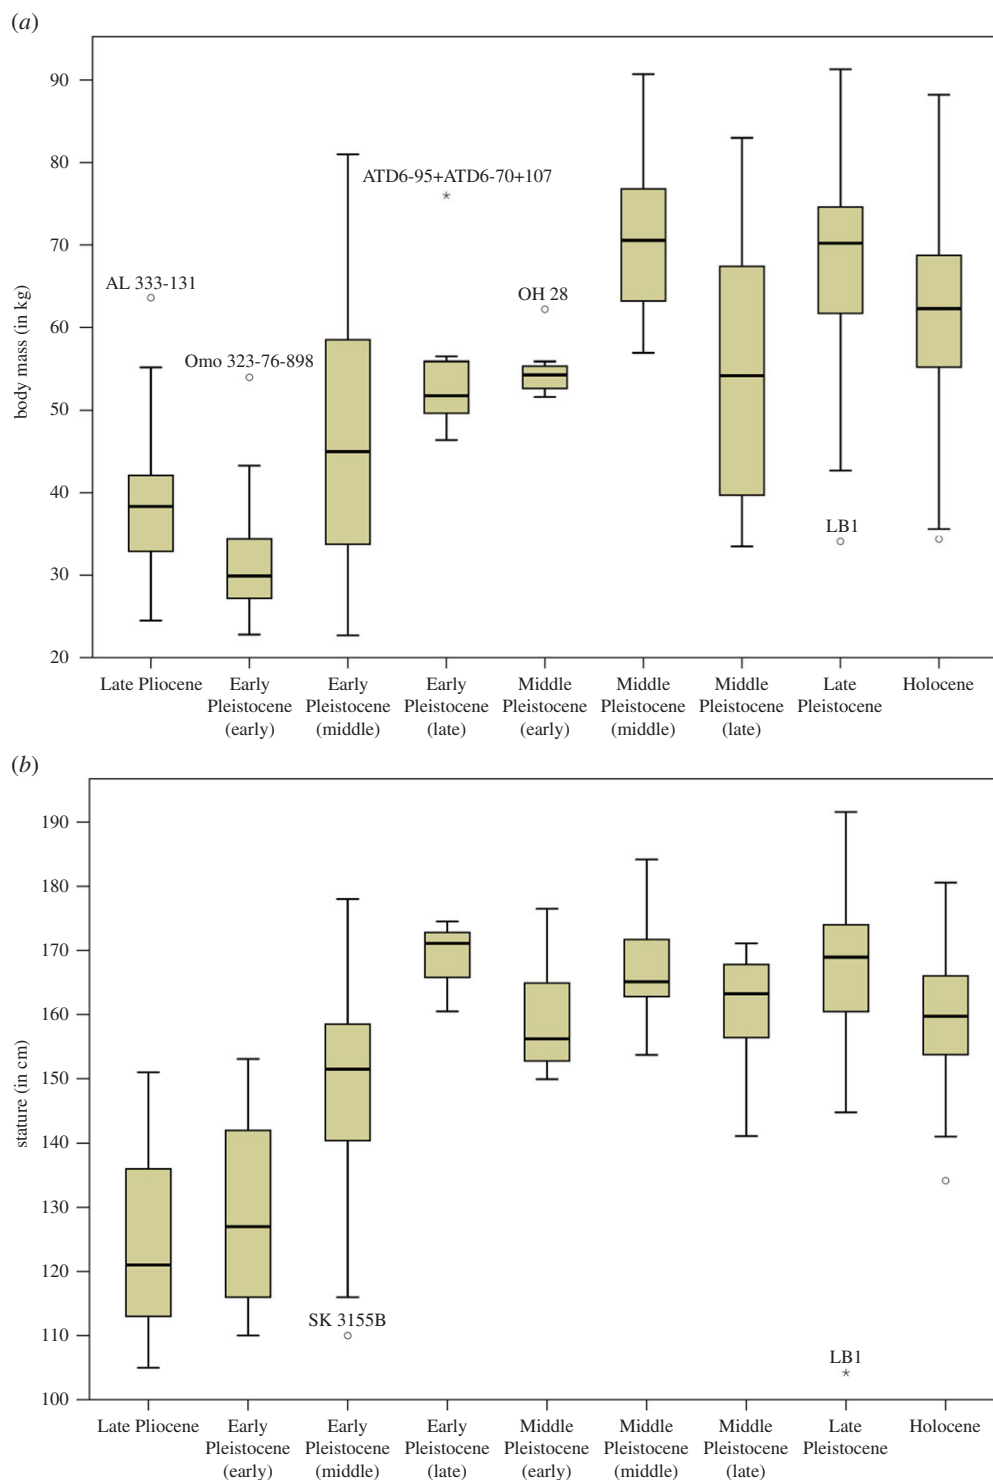 (a)
body mass (in kg)
90
80
70
60
50
40
30
20
AL 333-131
Omo 323-76-898
ATD6-95+ATD6-70+107
*
OH 28
LB1
Late Pliocene
Early
Pleistocene
(early)
Early
Pleistocene
(middle)
Early
Pleistocene
(late)
Middle
Pleistocene
(early)
Middle
Pleistocene
(middle)
Middle
Pleistocene
(late)
Late
Pleistocene
Holocene
(b)
stature (in cm)
190
180
170
160
150
140
130
120
110
100
SK 3155B
LB1
*
Late Pliocene
Early
Pleistocene
(early)
Early
Pleistocene
(middle)
Early
Pleistocene
(late)
Middle
Pleistocene
(early)
Middle
Pleistocene
(middle)
Middle
Pleistocene
(late)
Late
Pleistocene
Holocene